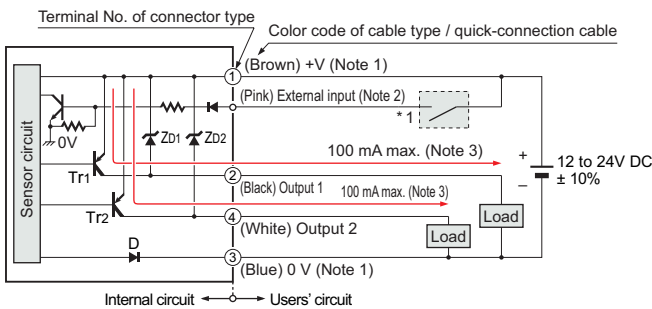 Terminal No. of connector type
Color code of cable type / quick-connection cable
1 (Brown) +V (Note 1)
(Pink) External input (Note 2)
*1
0V
ZD1 ZD2
Sensor circuit
100 mA max. (Note 3)
+
12 to 24V DC
± 10%
–
Tr1
2
(Black) Output 1
100 mA max. (Note 3)
Tr2
4
(White) Output 2
Load
Load
D
3
(Blue) 0 V (Note 1)
Internal circuit
Users' circuit